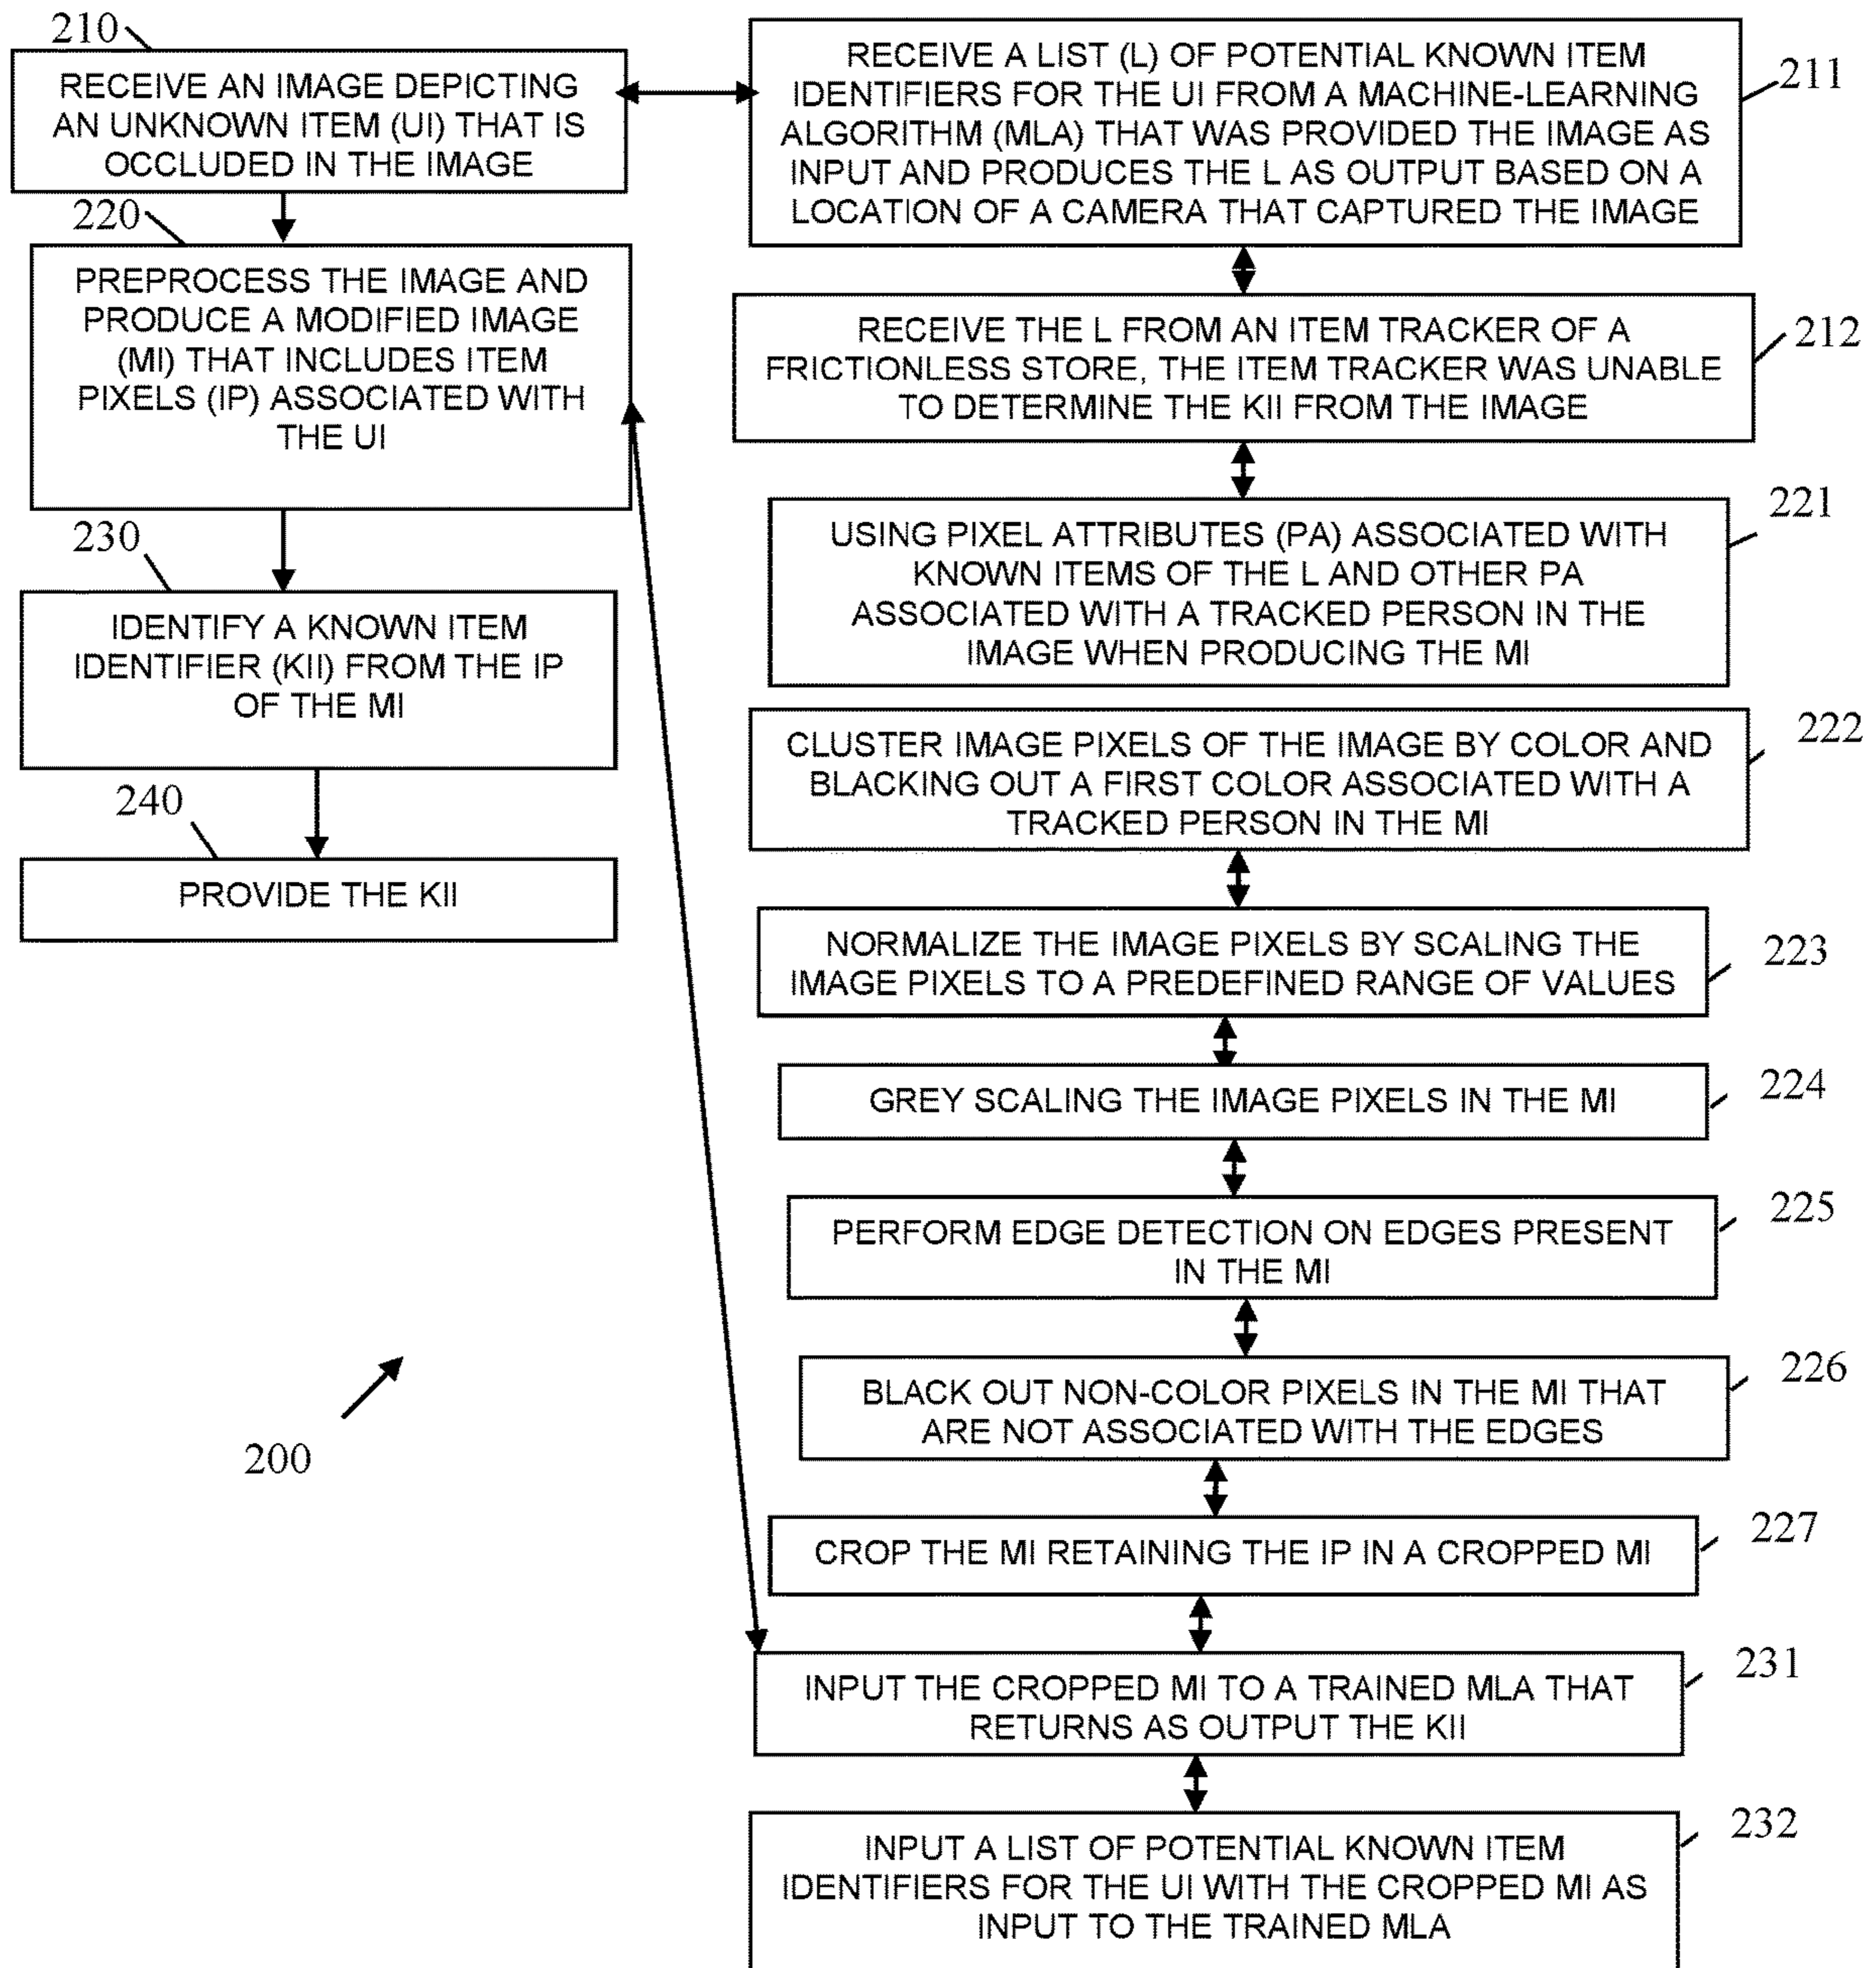 210
RECEIVE AN IMAGE DEPICTING
AN UNKNOWN ITEM (UI) THAT IS
OCCLUDED IN THE IMAGE
220
PREPROCESS THE IMAGE AND
PRODUCE A MODIFIED IMAGE
(MI) THAT INCLUDES ITEM
PIXELS (IP) ASSOCIATED WITH
THE UI
230
IDENTIFY A KNOWN ITEM
IDENTIFIER (KII) FROM THE IP
OF THE MI
240
PROVIDE THE KII
200
RECEIVE A LIST (L) OF POTENTIAL KNOWN ITEM
IDENTIFIERS FOR THE UI FROM A MACHINE-LEARNING
ALGORITHM (MLA) THAT WAS PROVIDED THE IMAGE AS
INPUT AND PRODUCES THE L AS OUTPUT BASED ON A
LOCATION OF A CAMERA THAT CAPTURED THE IMAGE
211
RECEIVE THE L FROM AN ITEM TRACKER OF A
FRICTIONLESS STORE, THE ITEM TRACKER WAS UNABLE
TO DETERMINE THE KII FROM THE IMAGE
212
USING PIXEL ATTRIBUTES (PA) ASSOCIATED WITH
KNOWN ITEMS OF THE L AND OTHER PA
ASSOCIATED WITH A TRACKED PERSON IN THE
IMAGE WHEN PRODUCING THE MI
221
CLUSTER IMAGE PIXELS OF THE IMAGE BY COLOR AND
BLACKING OUT A FIRST COLOR ASSOCIATED WITH A
TRACKED PERSON IN THE MI
222
NORMALIZE THE IMAGE PIXELS BY SCALING THE
IMAGE PIXELS TO A PREDEFINED RANGE OF VALUES
223
GREY SCALING THE IMAGE PIXELS IN THE MI
224
PERFORM EDGE DETECTION ON EDGES PRESENT
IN THE MI
225
BLACK OUT NON-COLOR PIXELS IN THE MI THAT
ARE NOT ASSOCIATED WITH THE EDGES
226
CROP THE MI RETAINING THE IP IN A CROPPED MI
227
INPUT THE CROPPED MI TO A TRAINED MLA THAT
RETURNS AS OUTPUT THE KII
231
INPUT A LIST OF POTENTIAL KNOWN ITEM
IDENTIFIERS FOR THE UI WITH THE CROPPED MI AS
INPUT TO THE TRAINED MLA
232